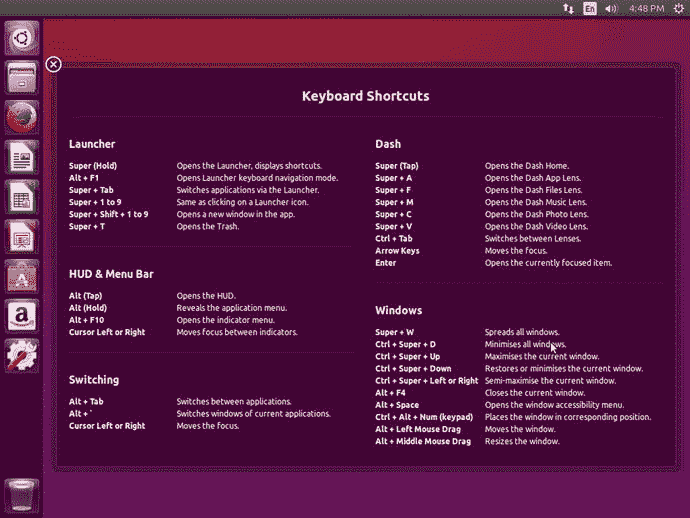 En 4:48 PM
Keyboard Shortcuts
Launcher
Super (Hold) Opens the Launcher, displays shortcuts.
Alt + F1 Opens Launcher keyboard navigation mode.
Super + Tab Switches applications via the Launcher.
Super + 1 to 9 Same as clicking on a Launcher icon.
Super + Shift + 1 to 9 Opens a new window in the app.
Super + T Opens the Trash.
HUD & Menu Bar
Alt (Tap) Opens the HUD.
Alt (Hold) Reveals the application menu.
Alt + F10 Opens the indicator menu.
Cursor Left or Right Moves focus between indicators.
Switching
Alt + Tab Switches between applications.
Alt + ` Switches windows of current applications.
Cursor Left or Right Moves the focus.
Dash
Super (Tap) Opens the Dash Home.
Super + A Opens the Dash App Lens.
Super + F Opens the Dash Files Lens.
Super + M Opens the Dash Music Lens.
Super + C Opens the Dash Photo Lens.
Super + V Opens the Dash Video Lens.
Ctrl + Tab Switches between Lenses.
Arrow Keys Moves the focus.
Enter Opens the currently focused item.
Windows
Super + W Spreads all windows.
Ctrl + Super + D Minimises all windows.
Ctrl + Super + Up Maximises the current window.
Ctrl + Super + Down Restores or minimises the current window.
Ctrl + Super + Left or Right Semi-maximise the current window.
Alt + F4 Closes the current window.
Alt + Space Opens the window accessibility menu.
Ctrl + Alt + Num (keypad) Places the window in corresponding position.
Alt + Left Mouse Drag Moves the window.
Alt + Middle Mouse Drag Resizes the window.